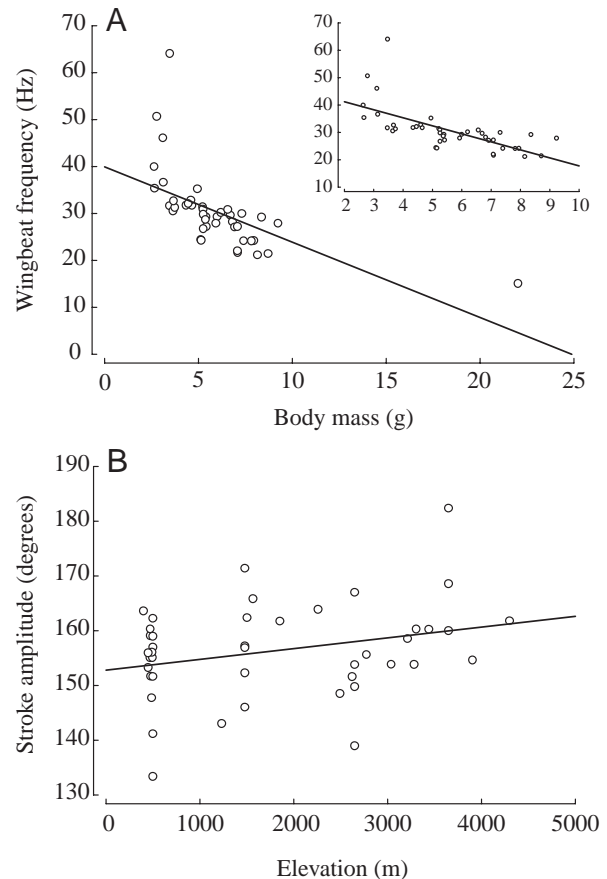 A
Wingbeat frequency (Hz)
70
60
50
40
30
20
10
0
0 5 10 15 20 25
Body mass (g)
70
60
50
40
30
20
10
2 3 4 5 6 7 8 9 10
B
Stroke amplitude (degrees)
190
180
170
160
150
140
130
0 1000 2000 3000 4000 5000
Elevation (m)